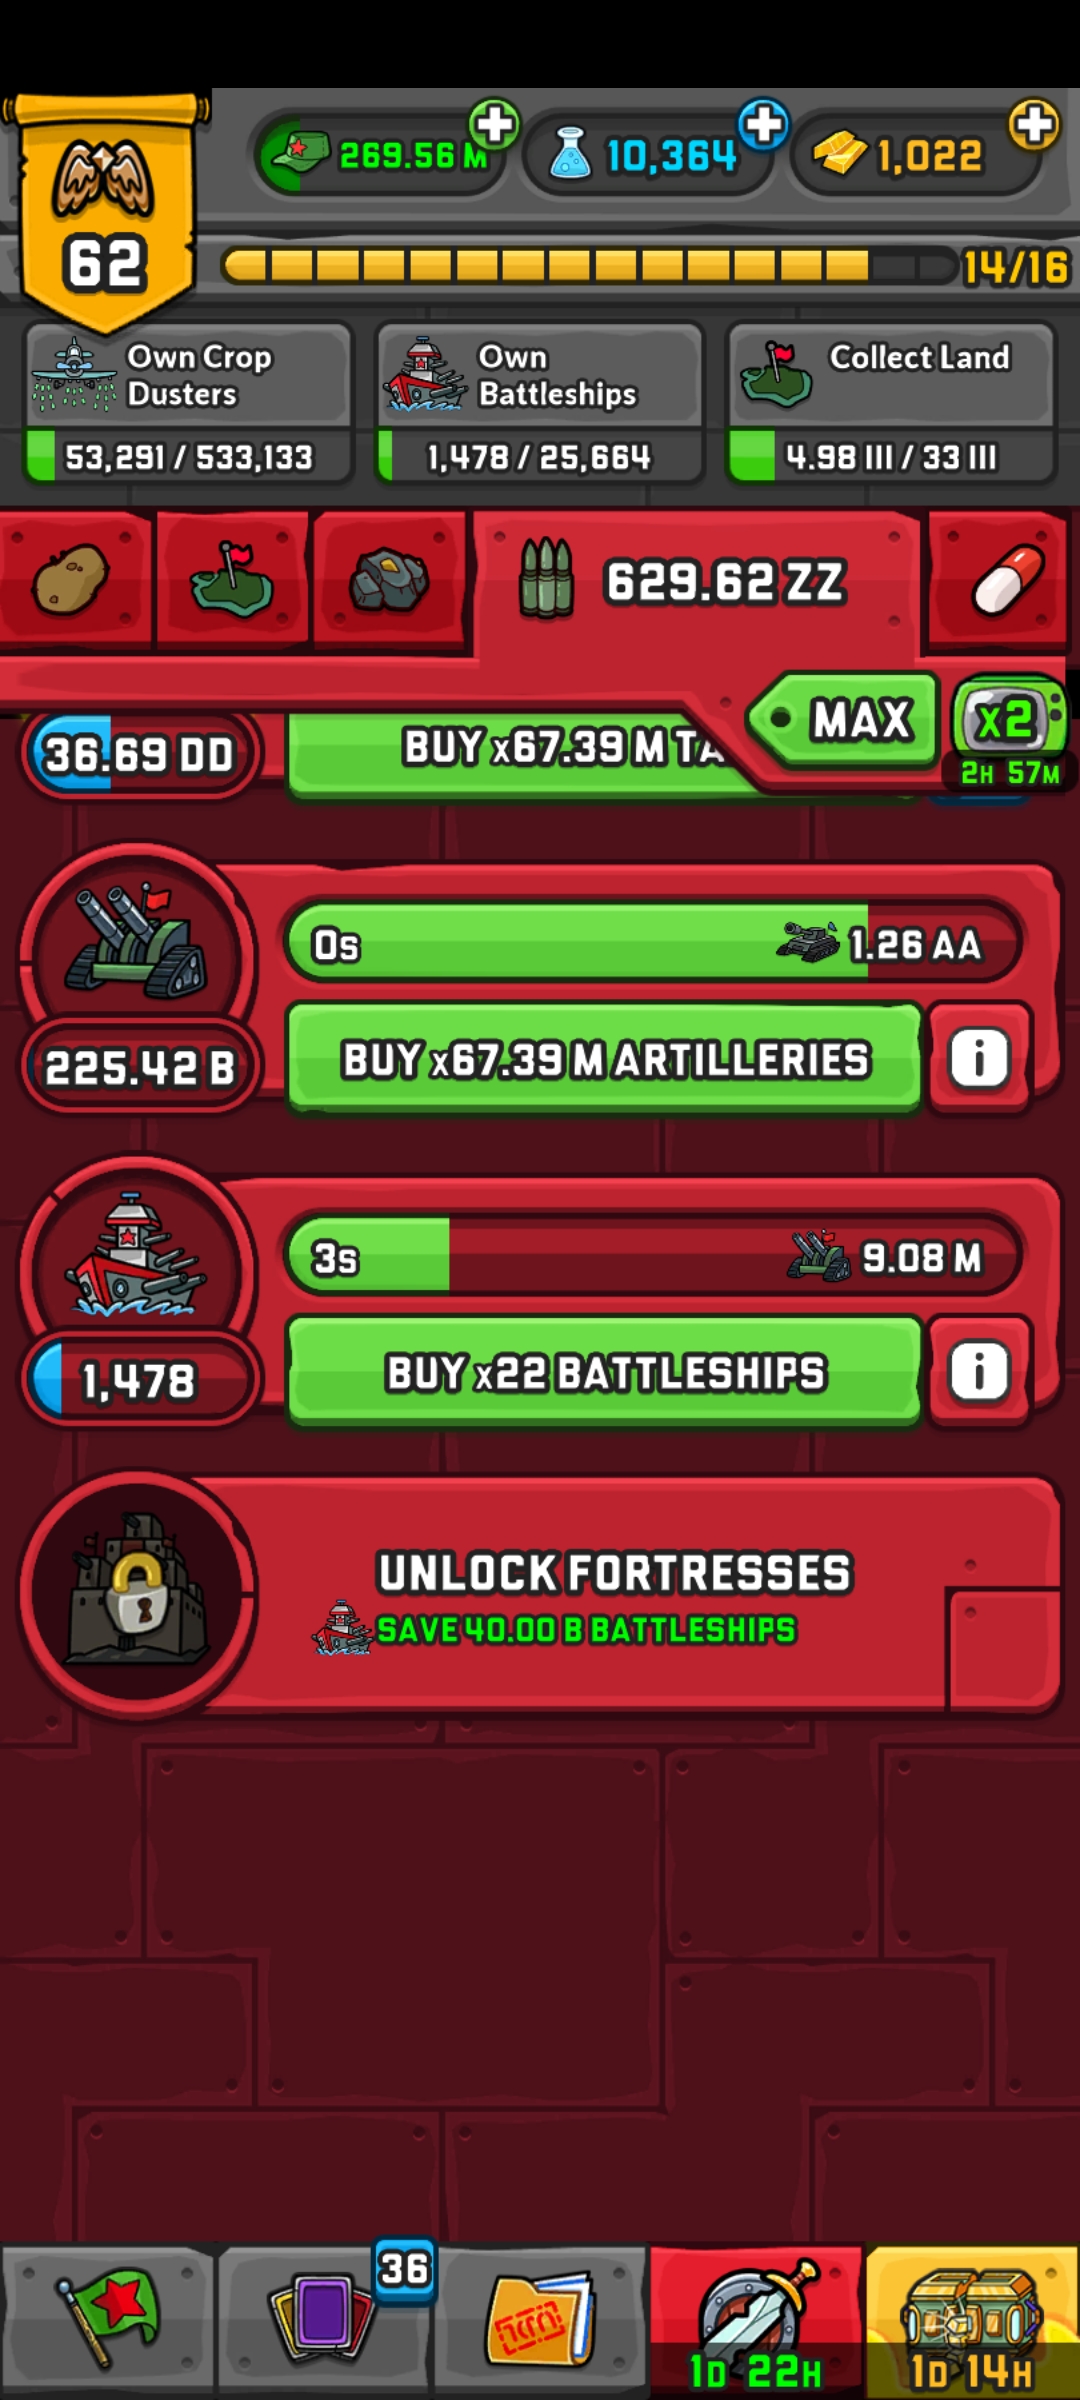 62
269.56 M
10,364
1,022
14/16
Own Crop
Dusters
53,291 / 533,133
Own
Battleships
1,478 / 25,664
Collect Land
4.98 III / 33 III
629.62 ZZ
MAX
x2
2H 57M
36.69 DD
BUY x67.39 M TA
0s
1.26 AA
225.42 B
BUY x67.39 M ARTILLERIES
i
3s
9.08 M
1,478
BUY x22 BATTLESHIPS
i
UNLOCK FORTRESSES
SAVE 40.00 B BATTLESHIPS
36
1D 22H
1D 14H